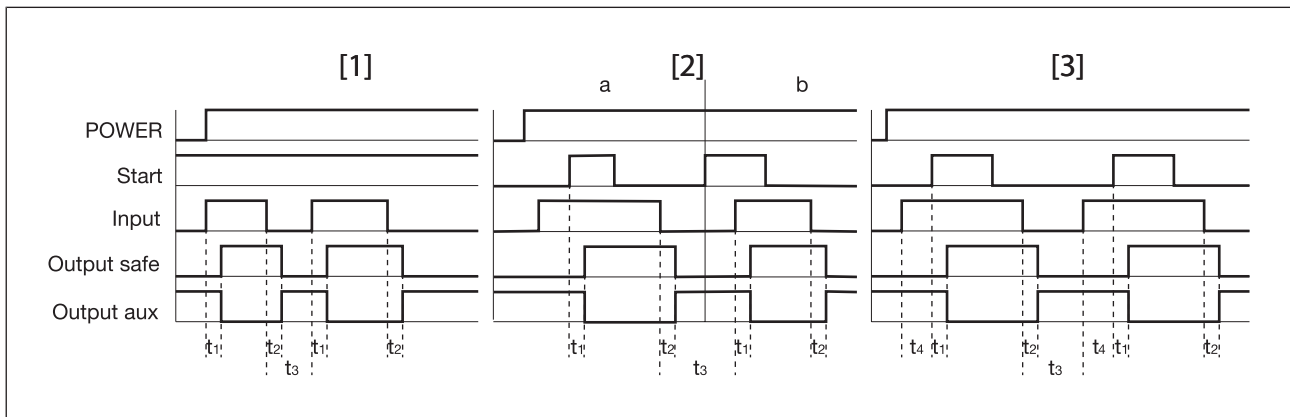 [1] [2] [3]
a b
POWER
Start
Input
Output safe
Output aux
t1 t2 t1 t2 t1 t2 t1 t2 t4 t1 t2 t4 t1 t2
t3 t3 t3